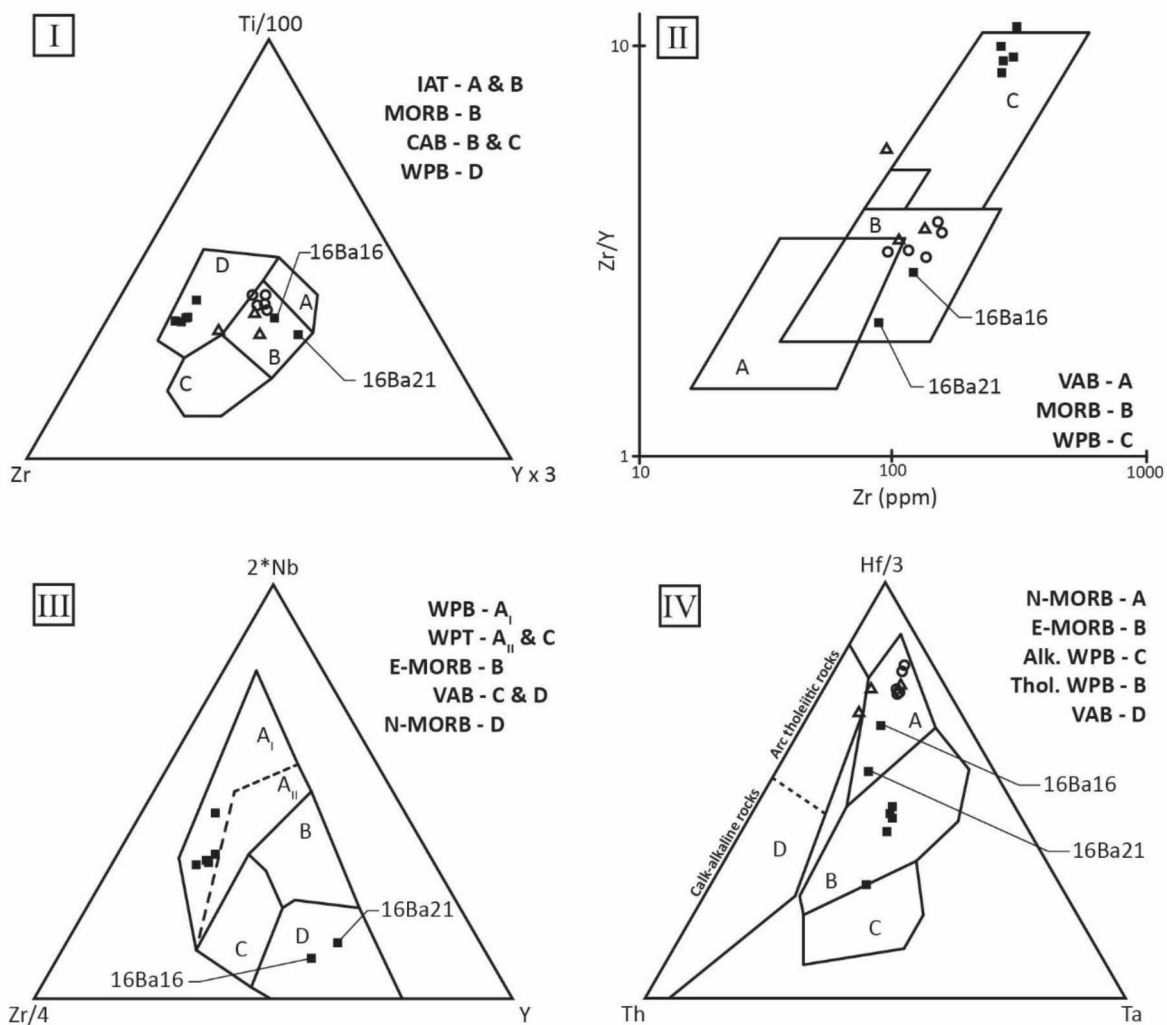 I
Ti/100
IAT - A & B
MORB - B
CAB - B & C
WPB - D
D
16Ba16
A
B
C
16Ba21
Zr
Y x 3
II
10
C
B
Zr/Y
16Ba16
A
16Ba21
VAB - A
MORB - B
WPB - C
1
10
100
1000
Zr (ppm)
III
2*Nb
WPB - AI
WPT - AII & C
E-MORB - B
VAB - C & D
N-MORB - D
AI
AII
B
16Ba21
C
D
16Ba16
Zr/4
Y
IV
Hf/3
N-MORB - A
E-MORB - B
Alk. WPB - C
Thol. WPB - B
VAB - D
Arc tholeiitic rocks
A
16Ba16
Calk-alkaline rocks
D
16Ba21
B
C
Th
Ta